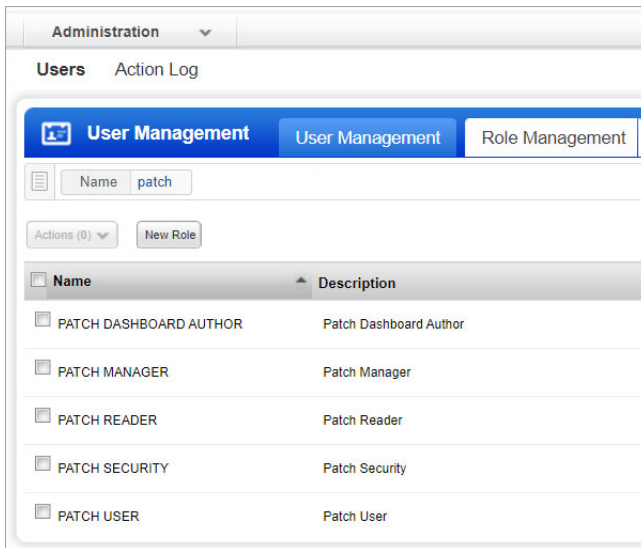 Administration
Users Action Log
User Management User Management Role Management
Name patch
Actions (0) New Role
Name Description
PATCH DASHBOARD AUTHOR Patch Dashboard Author
PATCH MANAGER Patch Manager
PATCH READER Patch Reader
PATCH SECURITY Patch Security
PATCH USER Patch User